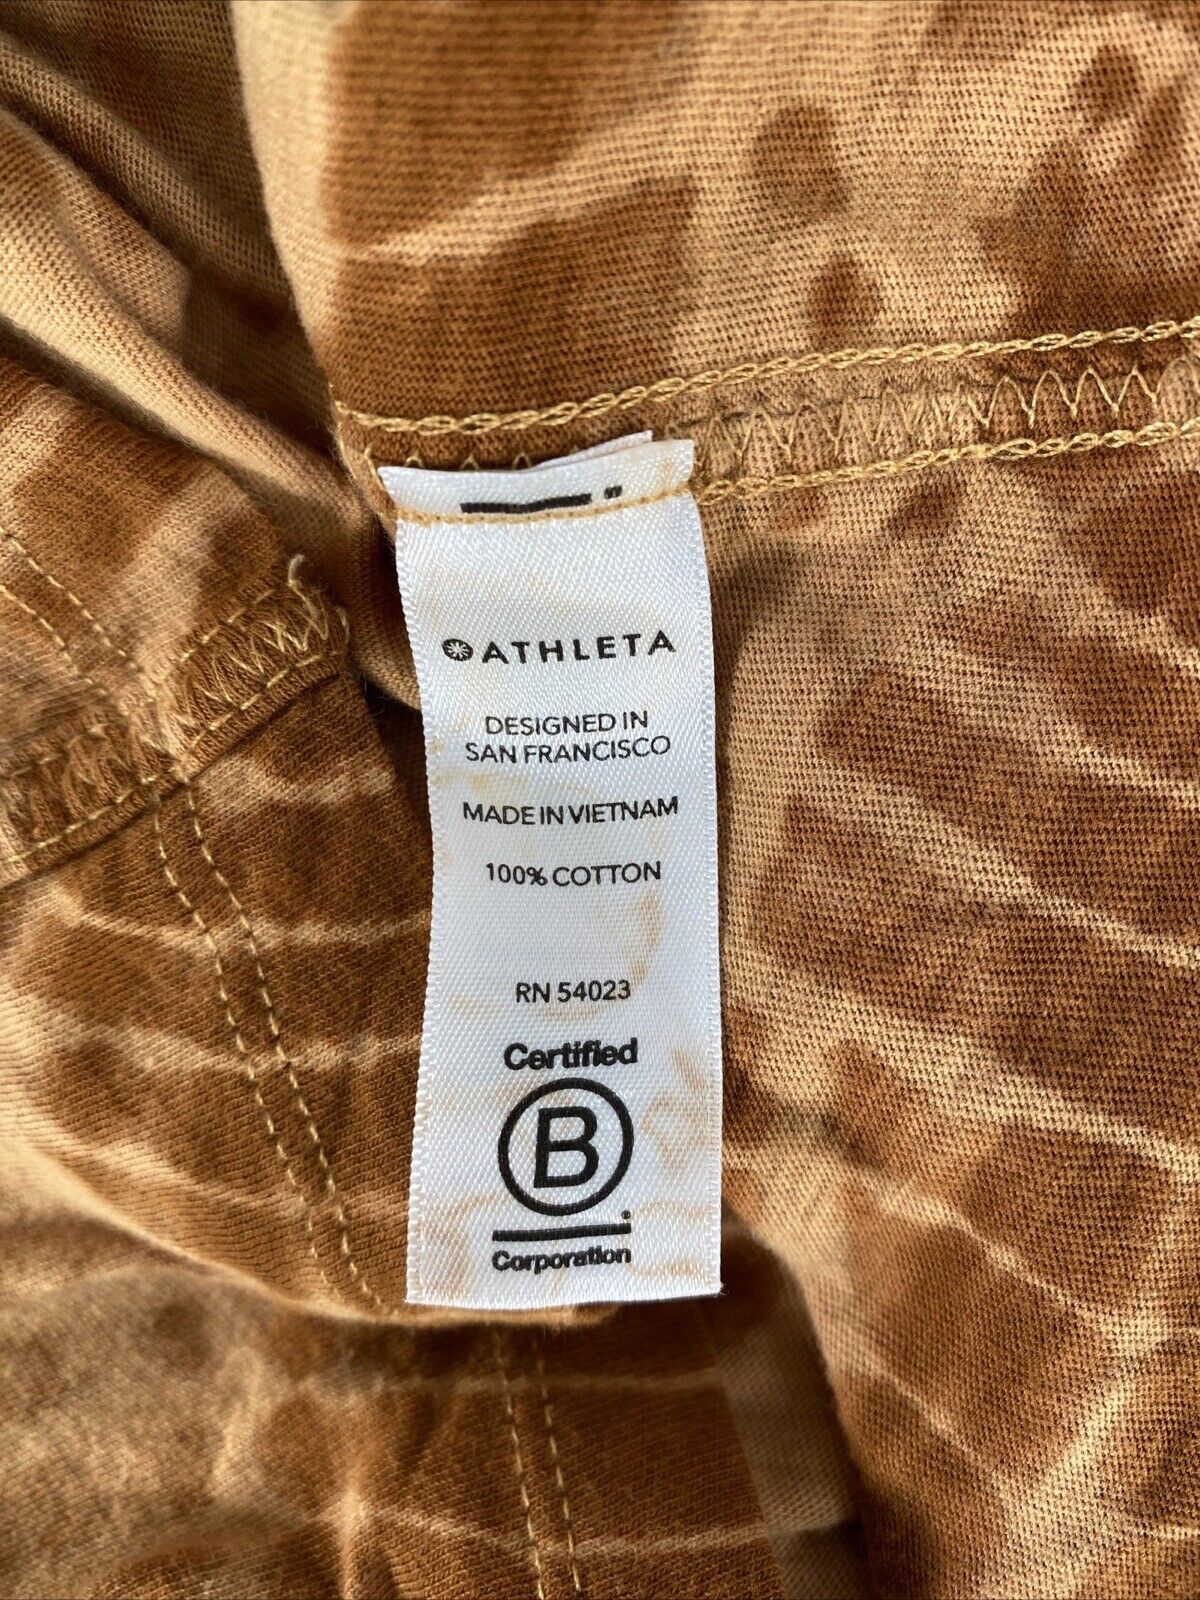 ATHLETA
DESIGNED IN
SAN FRANCISCO
MADE IN VIETNAM
100% COTTON
RN 54023
Certified
B
Corporation